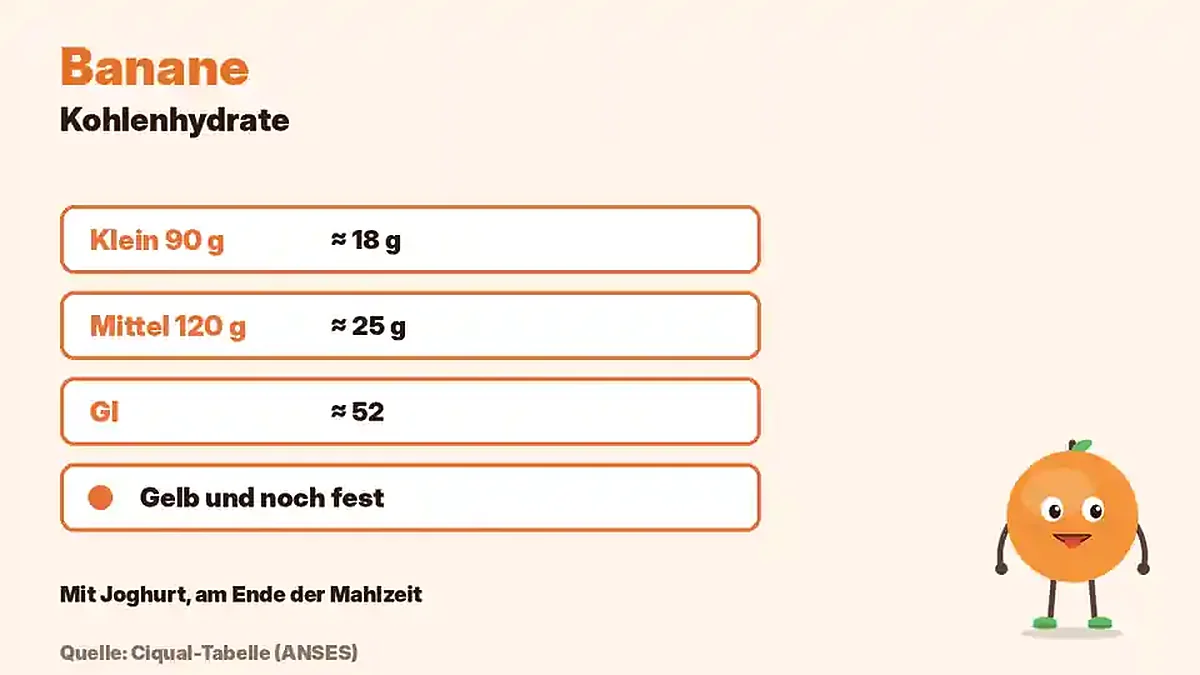 Banane
Kohlenhydrate
Klein 90 g ≈ 18 g
Mittel 120 g ≈ 25 g
GI ≈ 52
Gelb und noch fest
Mit Joghurt, am Ende der Mahlzeit
Quelle: Ciqual-Tabelle (ANSES)